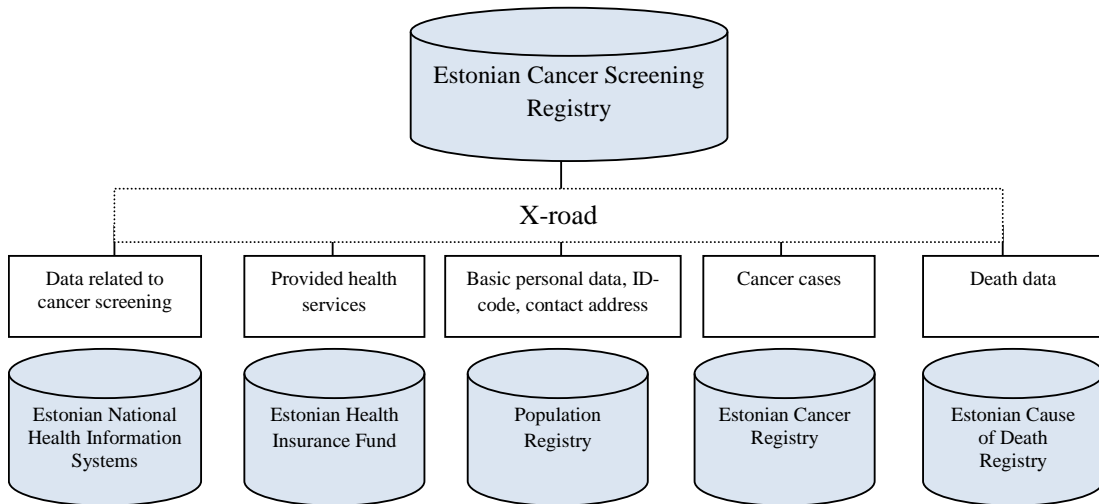 Estonian Cancer Screening
Registry
X-road
Data related to
cancer screening
Provided health
services
Basic personal data, ID-
code, contact address
Cancer cases
Death data
Estonian National
Health Information
Systems
Estonian Health
Insurance Fund
Population
Registry
Estonian Cancer
Registry
Estonian Cause
of Death
Registry